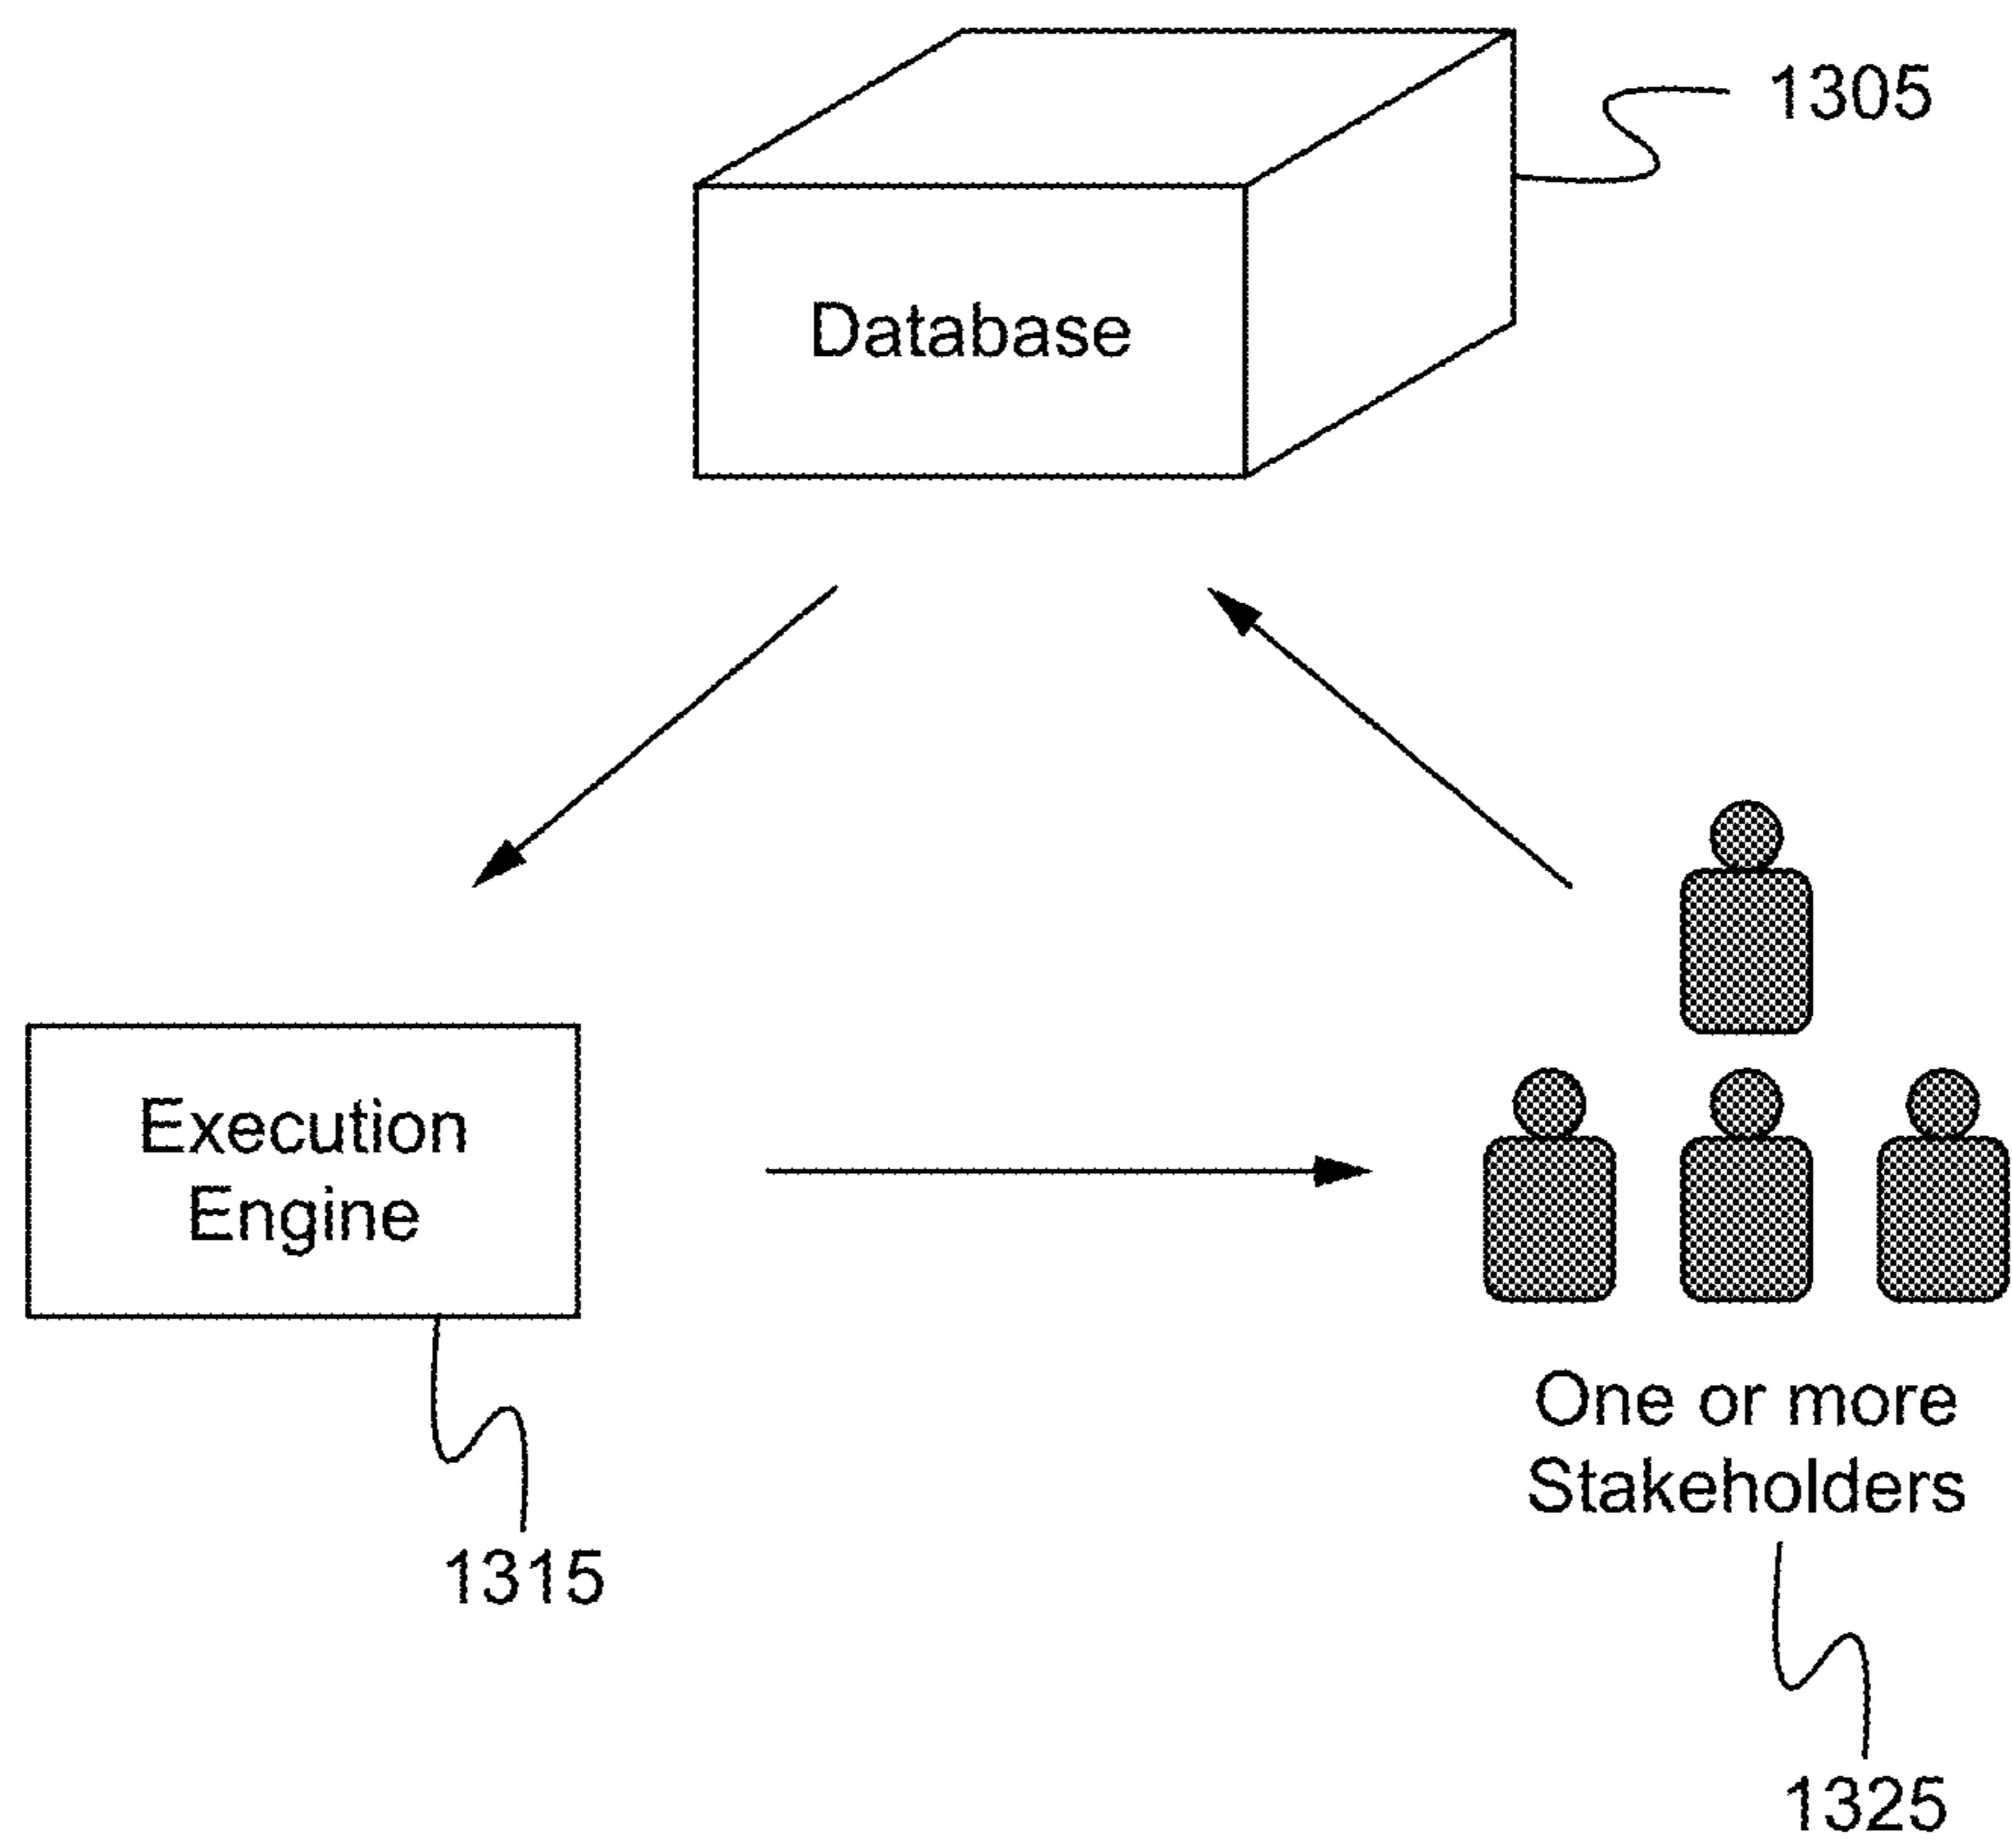 1305
Database
Execution
Engine
One or more
Stakeholders
1315
1325